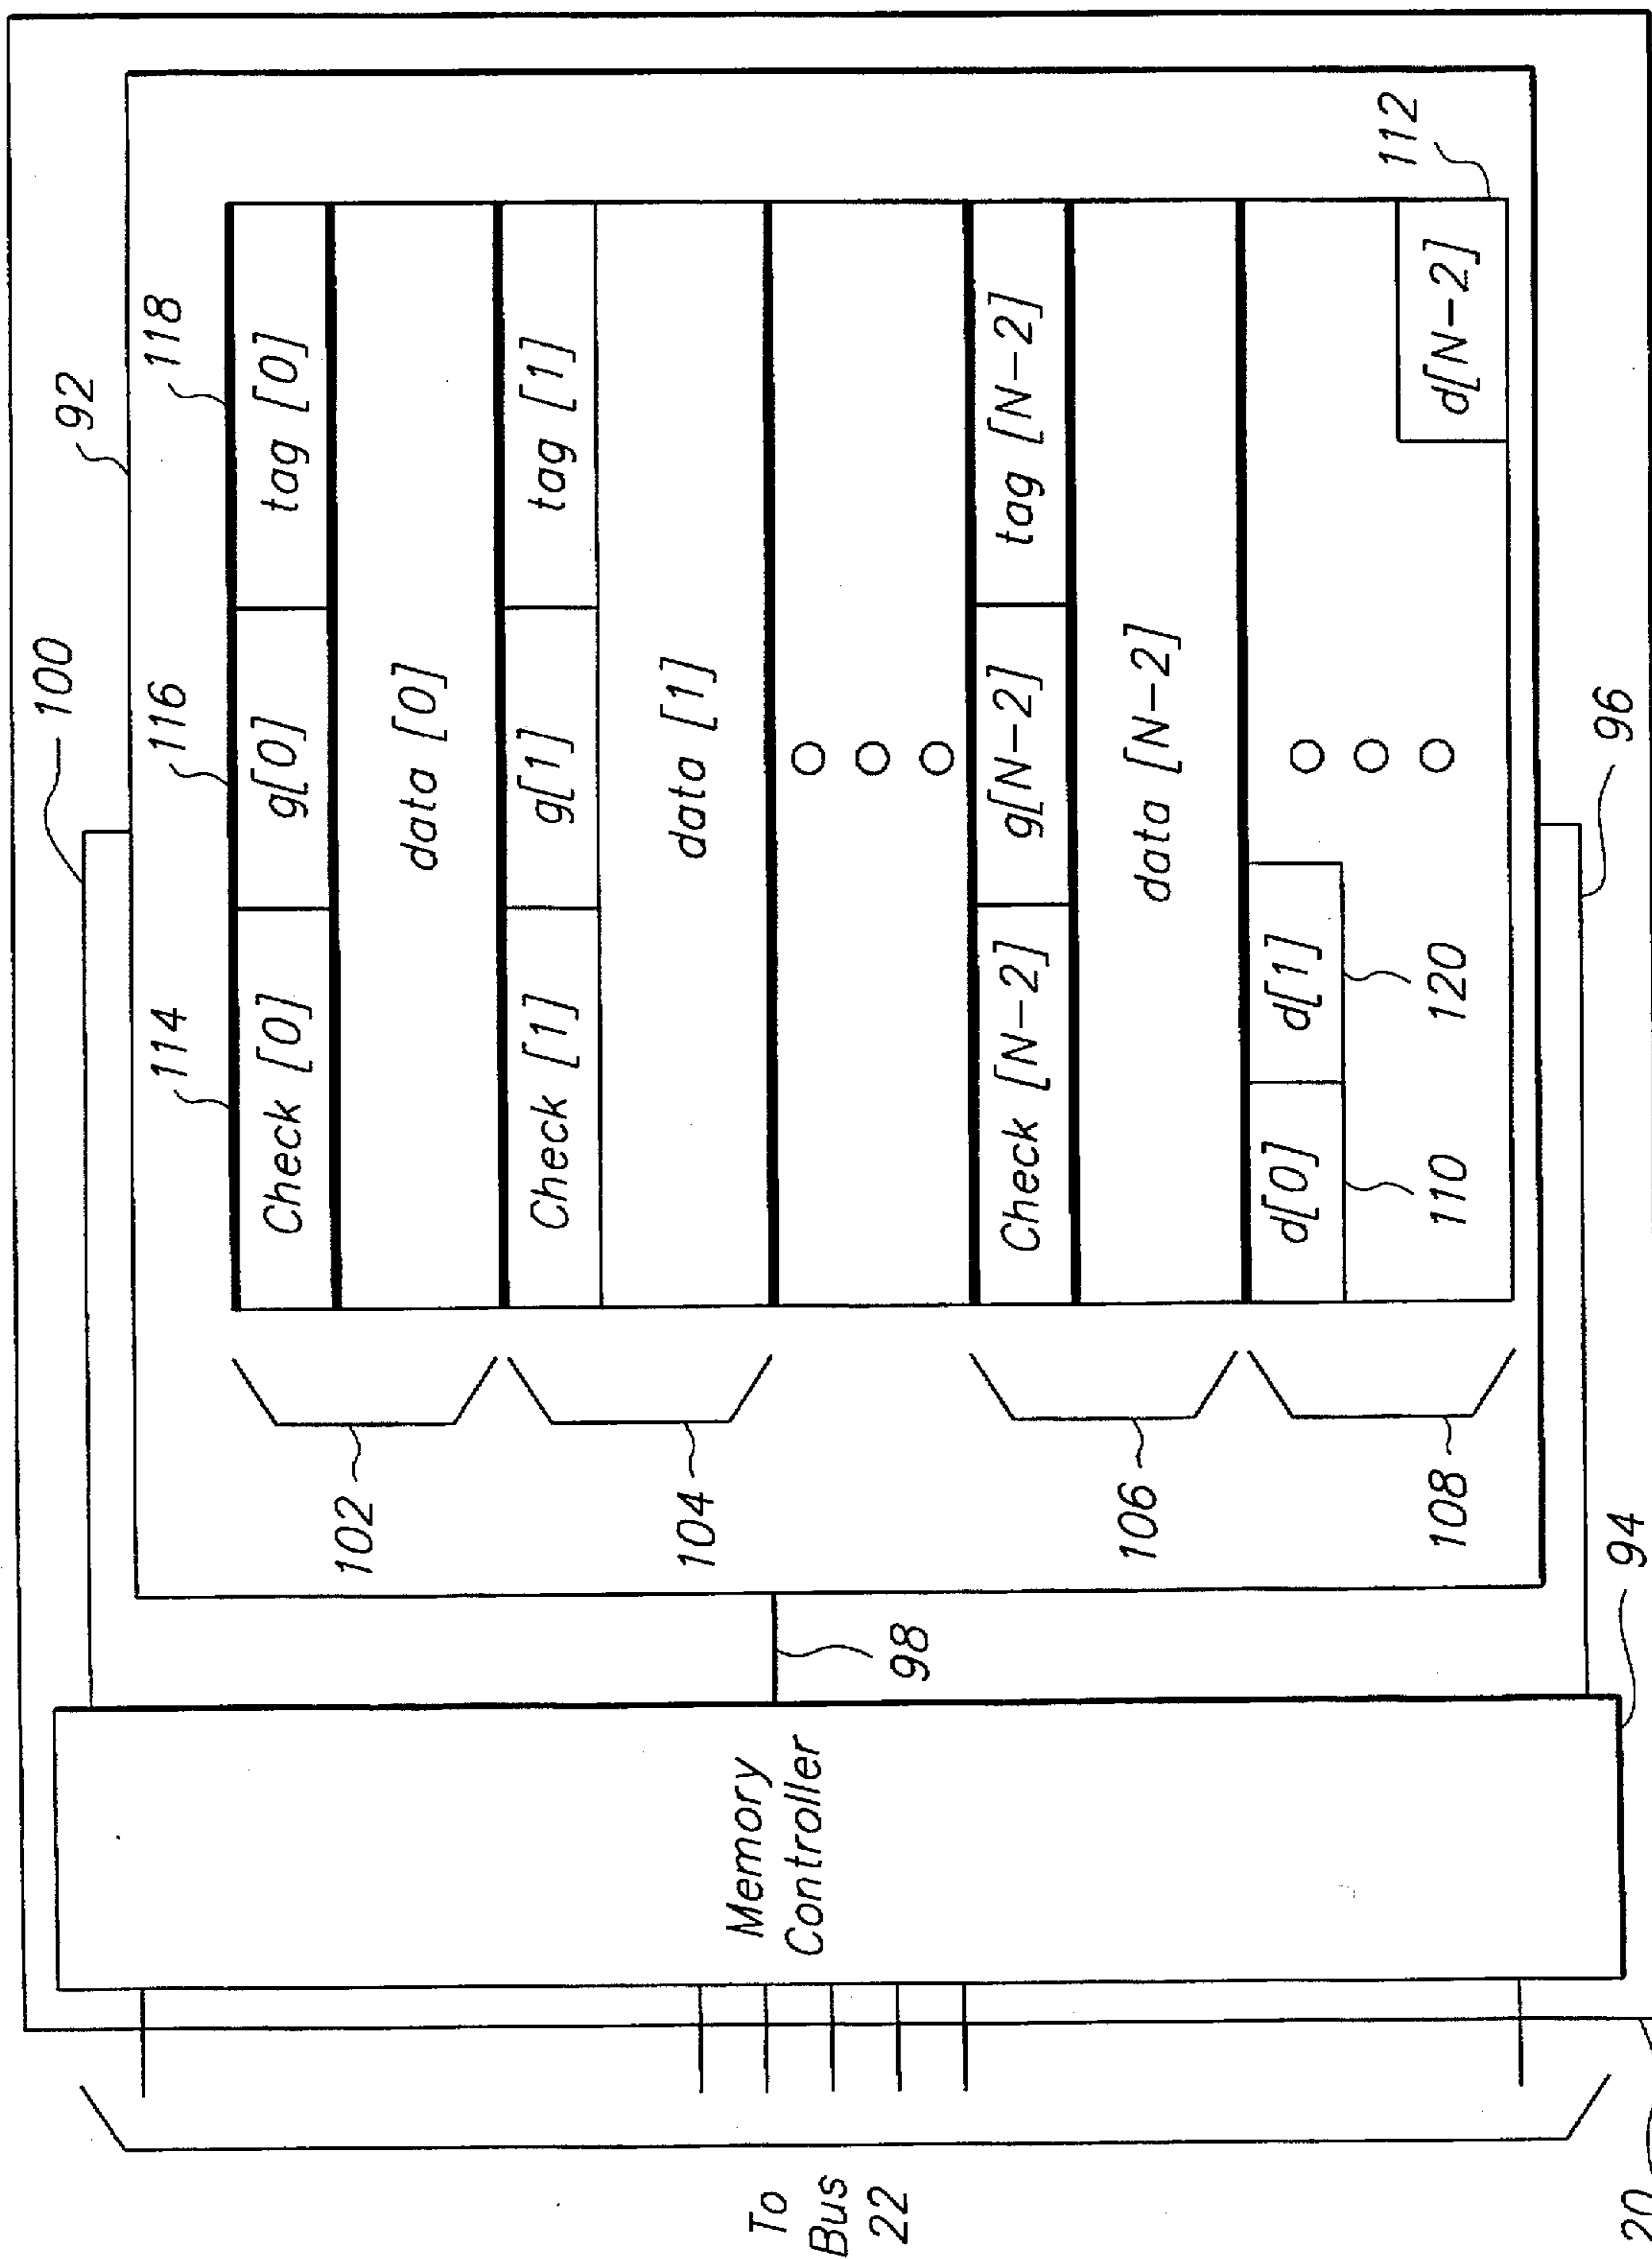 100
92
114
116
118
Check [0]
g[0]
tag [0]
data [0]
102
Check [1]
g[1]
tag [1]
data [1]
104
98
Memory
Controller
To
Bus
22
Check [N-2]
g[N-2]
tag [N-2]
data [N-2]
106
d[0]
d[1]
d[N-2]
112
108
110
120
96
94
20